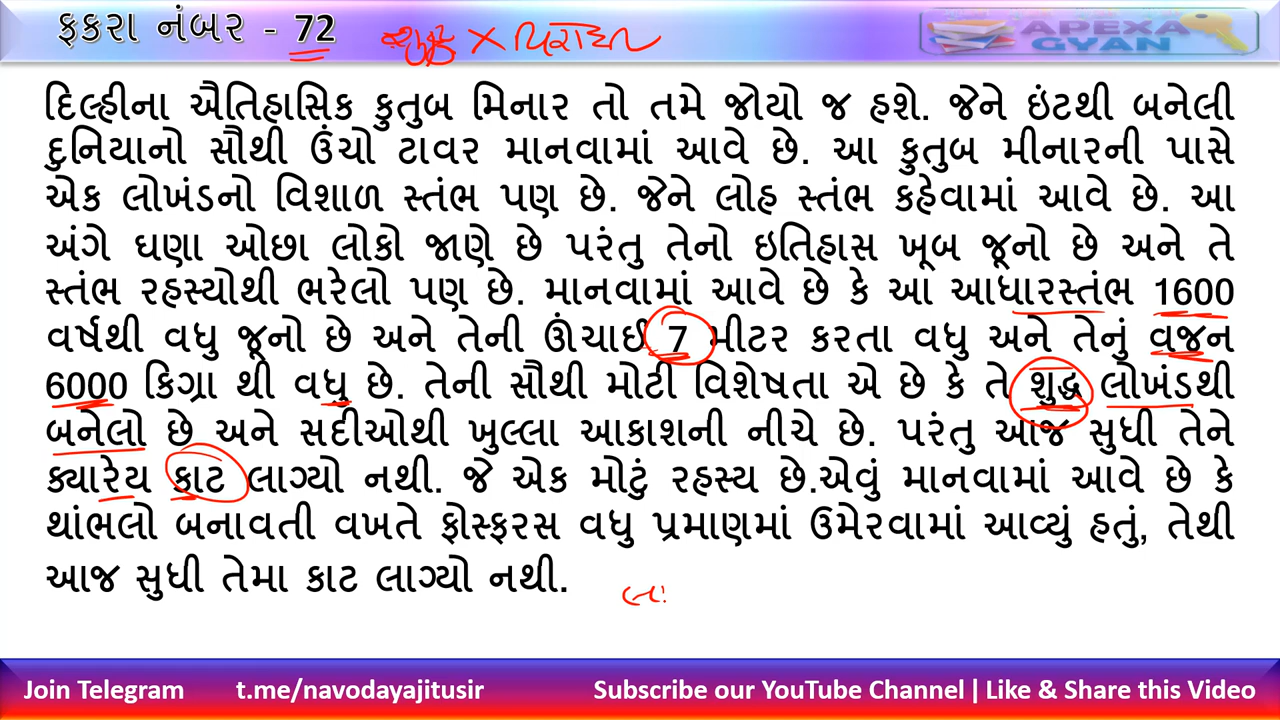 ફકરા નંબર - 72
APEXA
GYAN
દિલ્હીના ઐતિહાસિક કુતુબ મિનાર તો તમે જોયો જ હશે. જેને ઇંટથી બનેલી
દુનિયાનો સૌથી ઉંચો ટાવર માનવામાં આવે છે. આ કુતુબ મીનારની પાસે
એક લોખંડનો વિશાળ સ્તંભ પણ છે. જેને લોહ સ્તંભ કહેવામાં આવે છે. આ
અંગે ઘણા ઓછા લોકો જાણે છે પરંતુ તેનો ઇતિહાસ ખૂબ જૂનો છે અને તે
સ્તંભ રહસ્યોથી ભરેલો પણ છે. માનવામાં આવે છે કે આ આધારસ્તંભ 1600
વર્ષથી વધુ જૂનો છે અને તેની ઊંચાઈ 7 મીટર કરતા વધુ અને તેનું વજન
6000 કિગ્રા થી વધુ છે. તેની સૌથી મોટી વિશેષતા એ છે કે તે શુદ્ધ લોખંડથી
બનેલો છે અને સદીઓથી ખુલ્લા આકાશની નીચે છે. પરંતુ આજ સુધી તેને
ક્યારેય કાટ લાગ્યો નથી. જે એક મોટું રહસ્ય છે.એવું માનવામાં આવે છે કે
થાંભલો બનાવતી વખતે ફોસ્ફરસ વધુ પ્રમાણમાં ઉમેરવામાં આવ્યું હતું, તેથી
આજ સુધી તેમા કાટ લાગ્યો નથી.
Join Telegram t.me/navodayajitusir Subscribe our YouTube Channel | Like & Share this Video